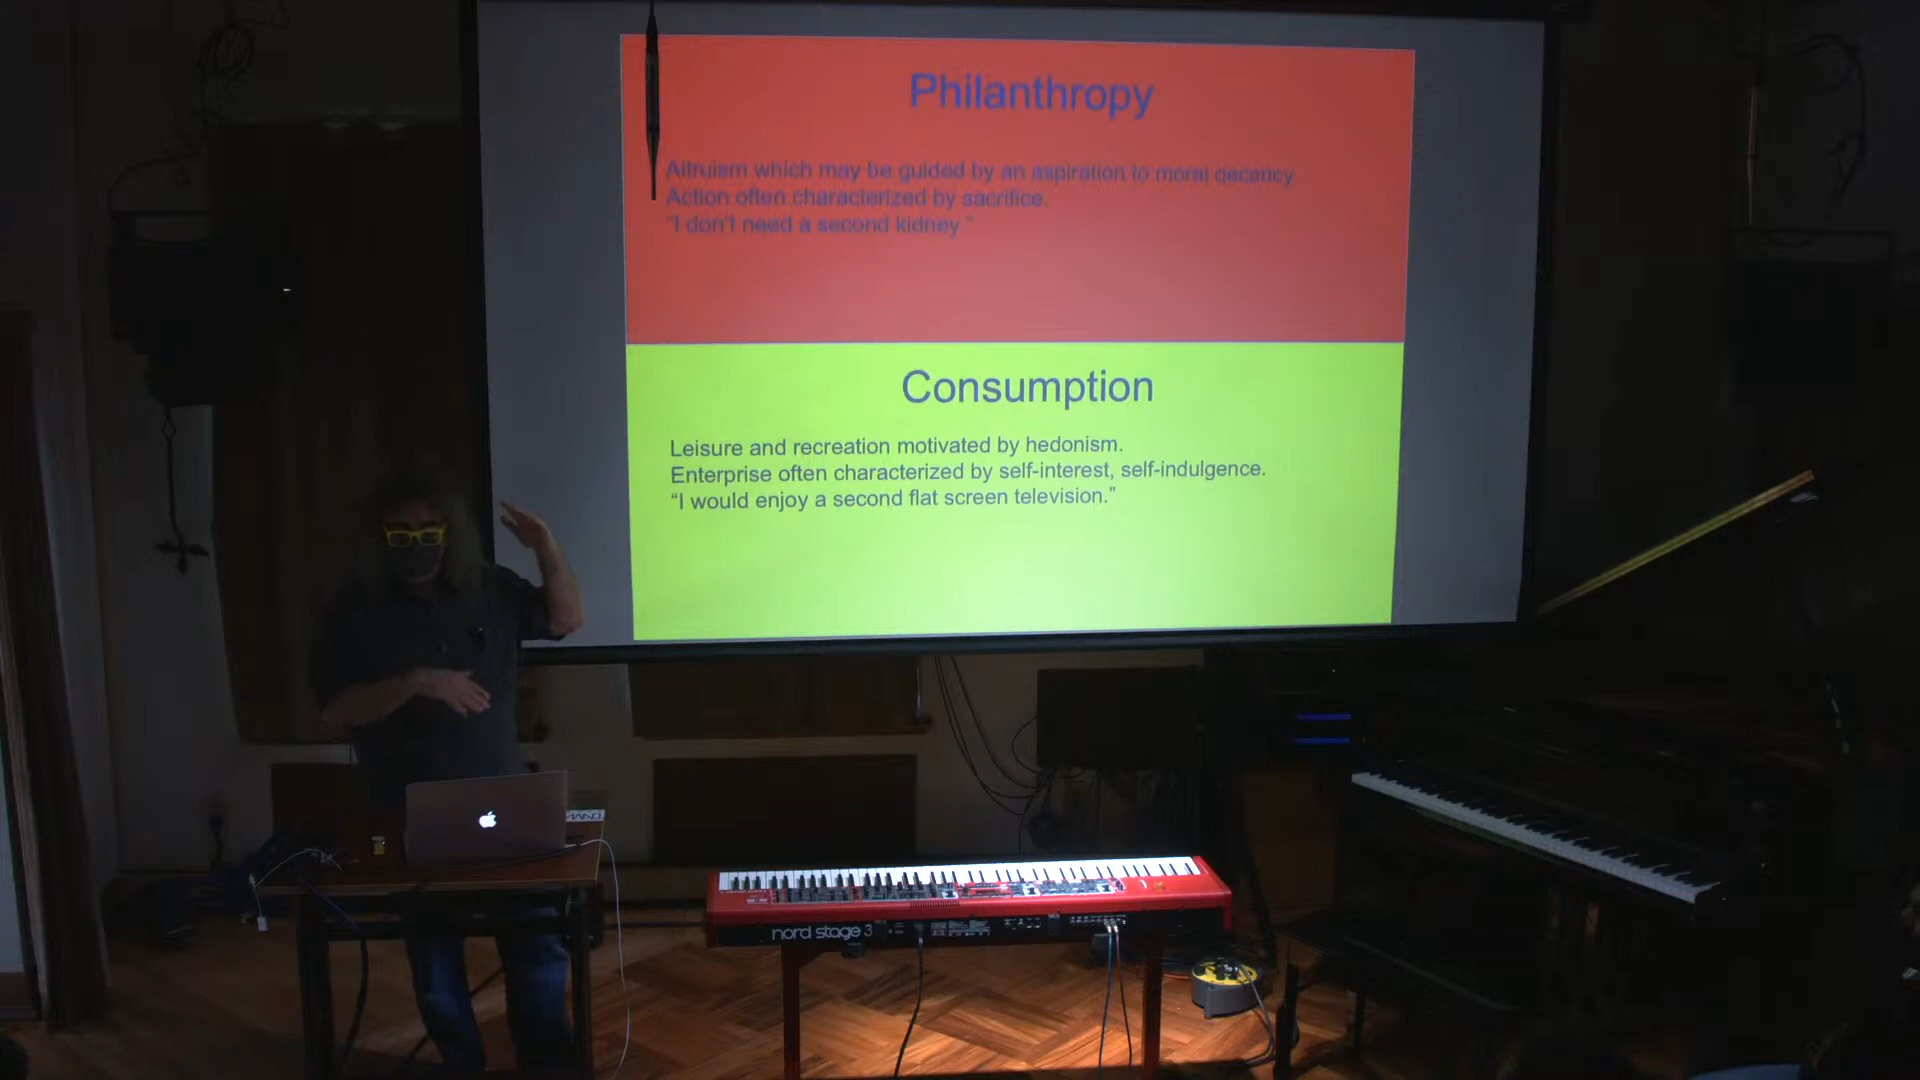 Philanthropy
Altruism which may be guided by an aspiration to moral decency
Action often characterized by sacrifice.
"I don't need a second kidney "
Consumption
Leisure and recreation motivated by hedonism.
Enterprise often characterized by self-interest, self-indulgence.
“I would enjoy a second flat screen television.”
CNMAT
nord stage 3